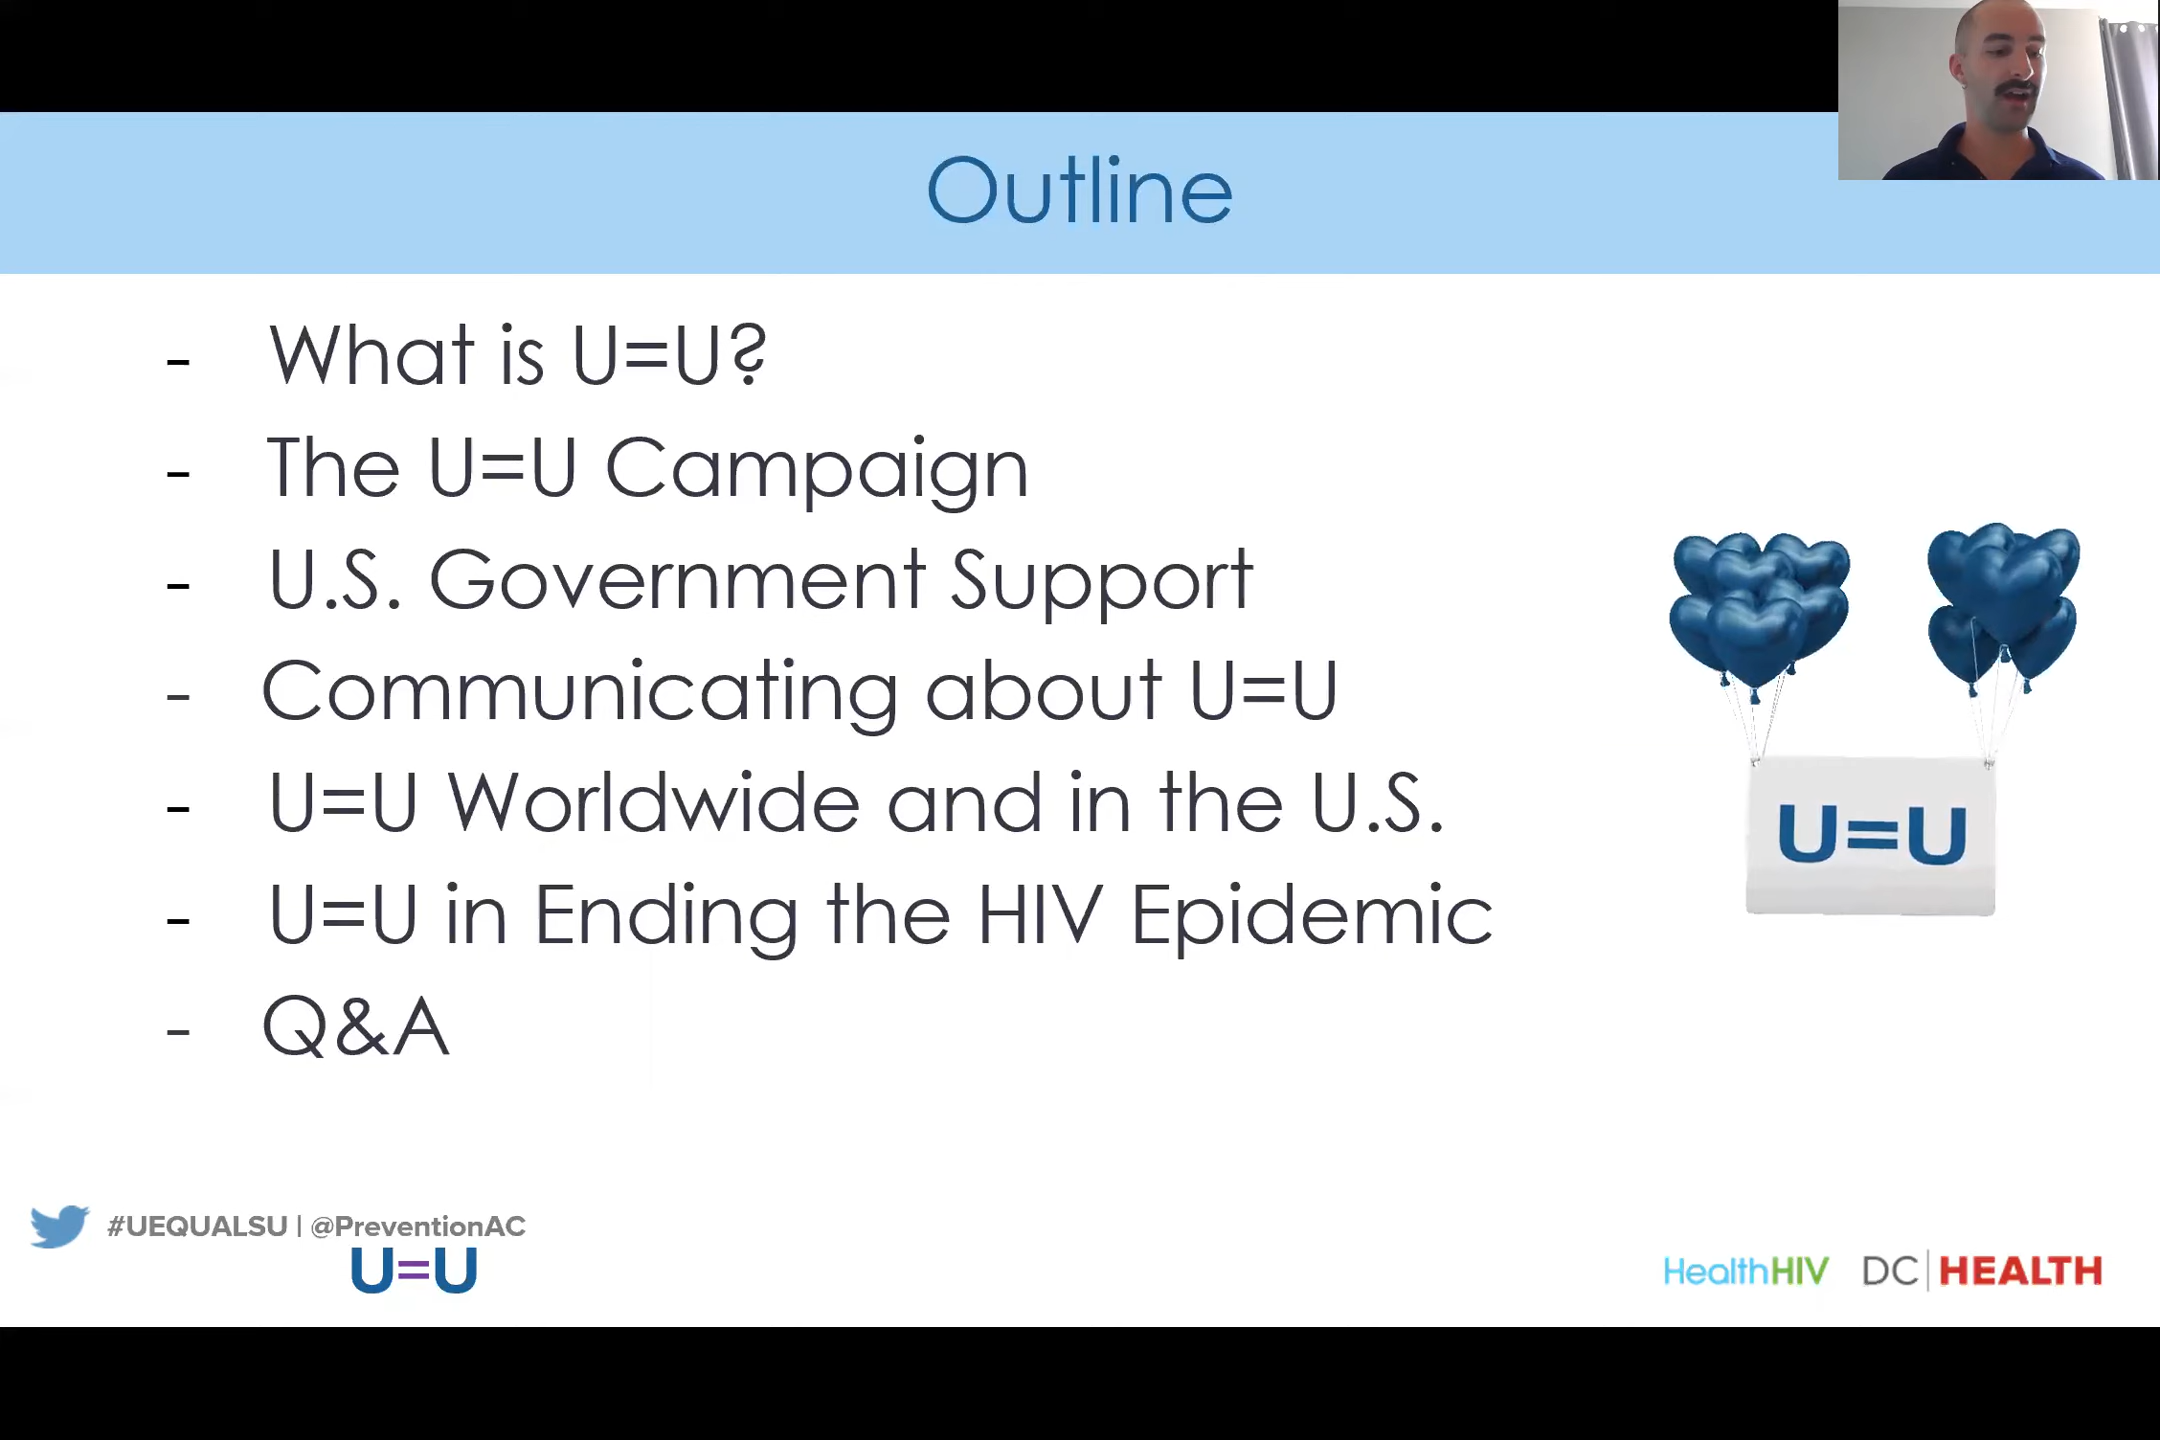 Outline
- What is U=U?
- The U=U Campaign
- U.S. Government Support
- Communicating about U=U
- U=U Worldwide and in the U.S.
- U=U in Ending the HIV Epidemic
- Q&A
U=U
#UEQUALSU | @PreventionAC
U=U
HealthHIV DC | HEALTH